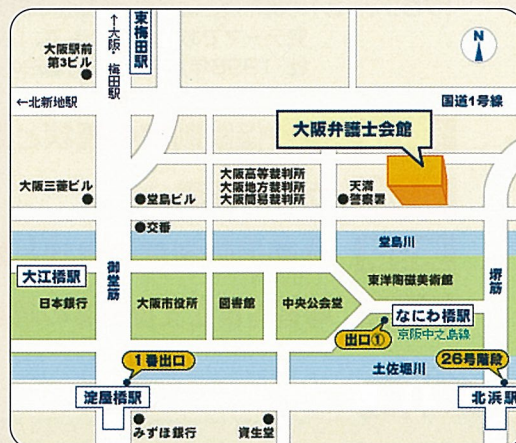 ↑大阪・梅田駅
東梅田駅
大阪駅前
第3ビル
N
←北新地駅
国道1号線
大阪弁護士会館
大阪三菱ビル
堂島ビル
大阪高等裁判所
大阪地方裁判所
大阪簡易裁判所
天満
警察署
交番
堂島川
大江橋駅
御堂筋
東洋陶磁美術館
堺筋
日本銀行
大阪市役所
図書館
中央公会堂
なにわ橋駅
京阪中之島線
出口①
1番出口
土佐堀川
26号階段
淀屋橋駅
北浜駅
みずほ銀行
資生堂